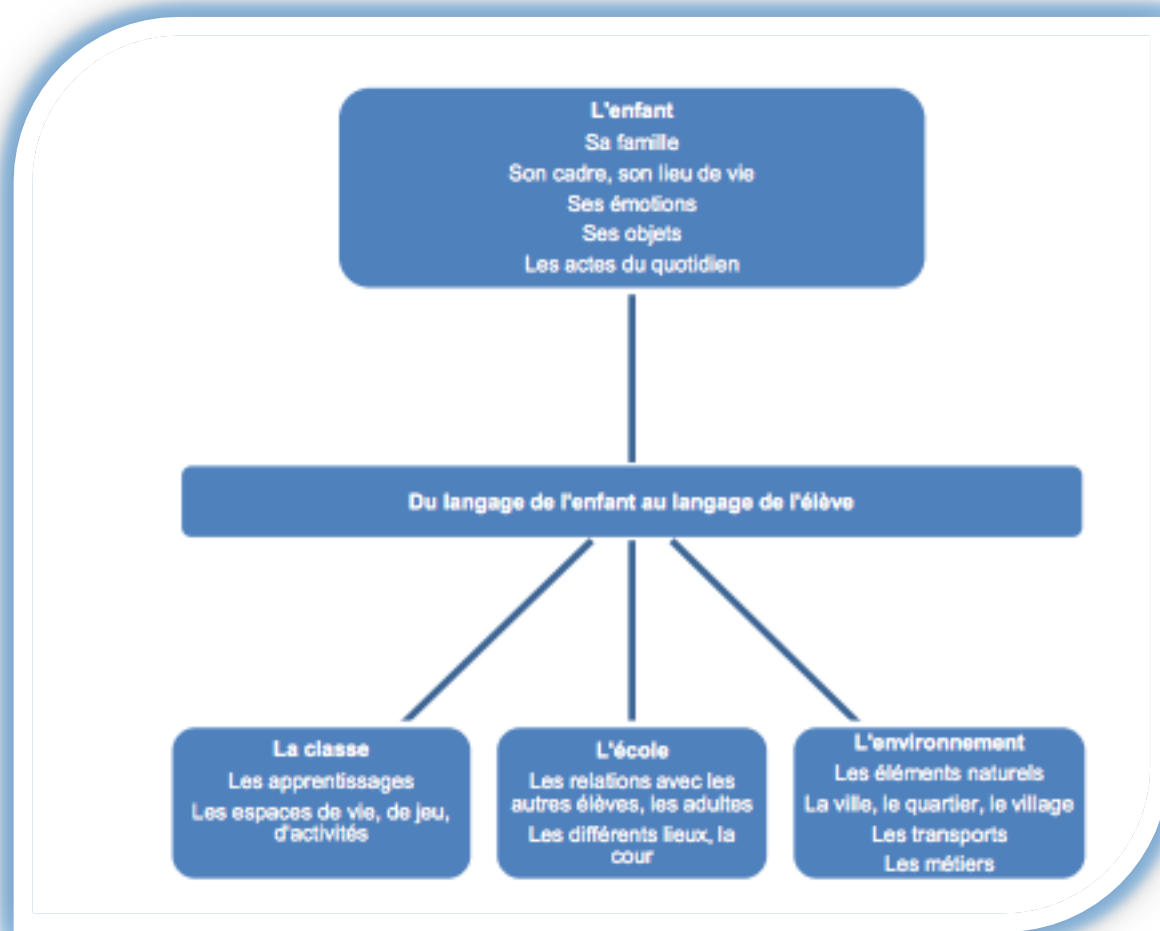 L'enfant
Sa famille
Son cadre, son lieu de vie
Ses émotions
Ses objets
Les actes du quotidien
Du langage de l'enfant au langage de l'élève
La classe
Les apprentissages
Les espaces de vie, de jeu,
d'activités
L'école
Les relations avec les
autres élèves, les adultes
Les différents lieux, la
cour
L'environnement
Les éléments naturels
La ville, le quartier, le village
Les transports
Les métiers